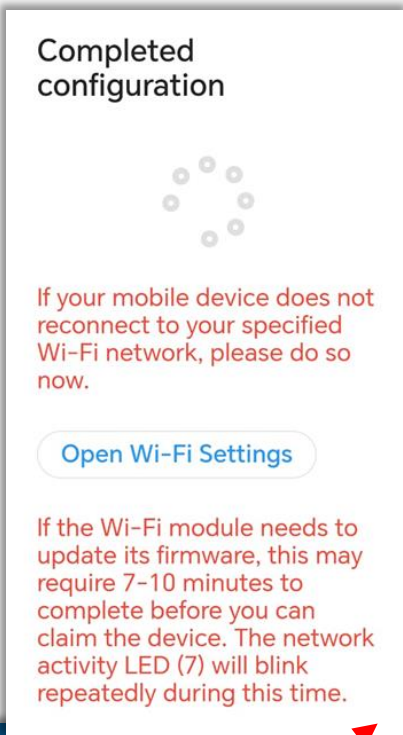 Completed
configuration
If your mobile device does not
reconnect to your specified
Wi-Fi network, please do so
now.
Open Wi-Fi Settings
If the Wi-Fi module needs to
update its firmware, this may
require 7-10 minutes to
complete before you can
claim the device. The network
activity LED (7) will blink
repeatedly during this time.